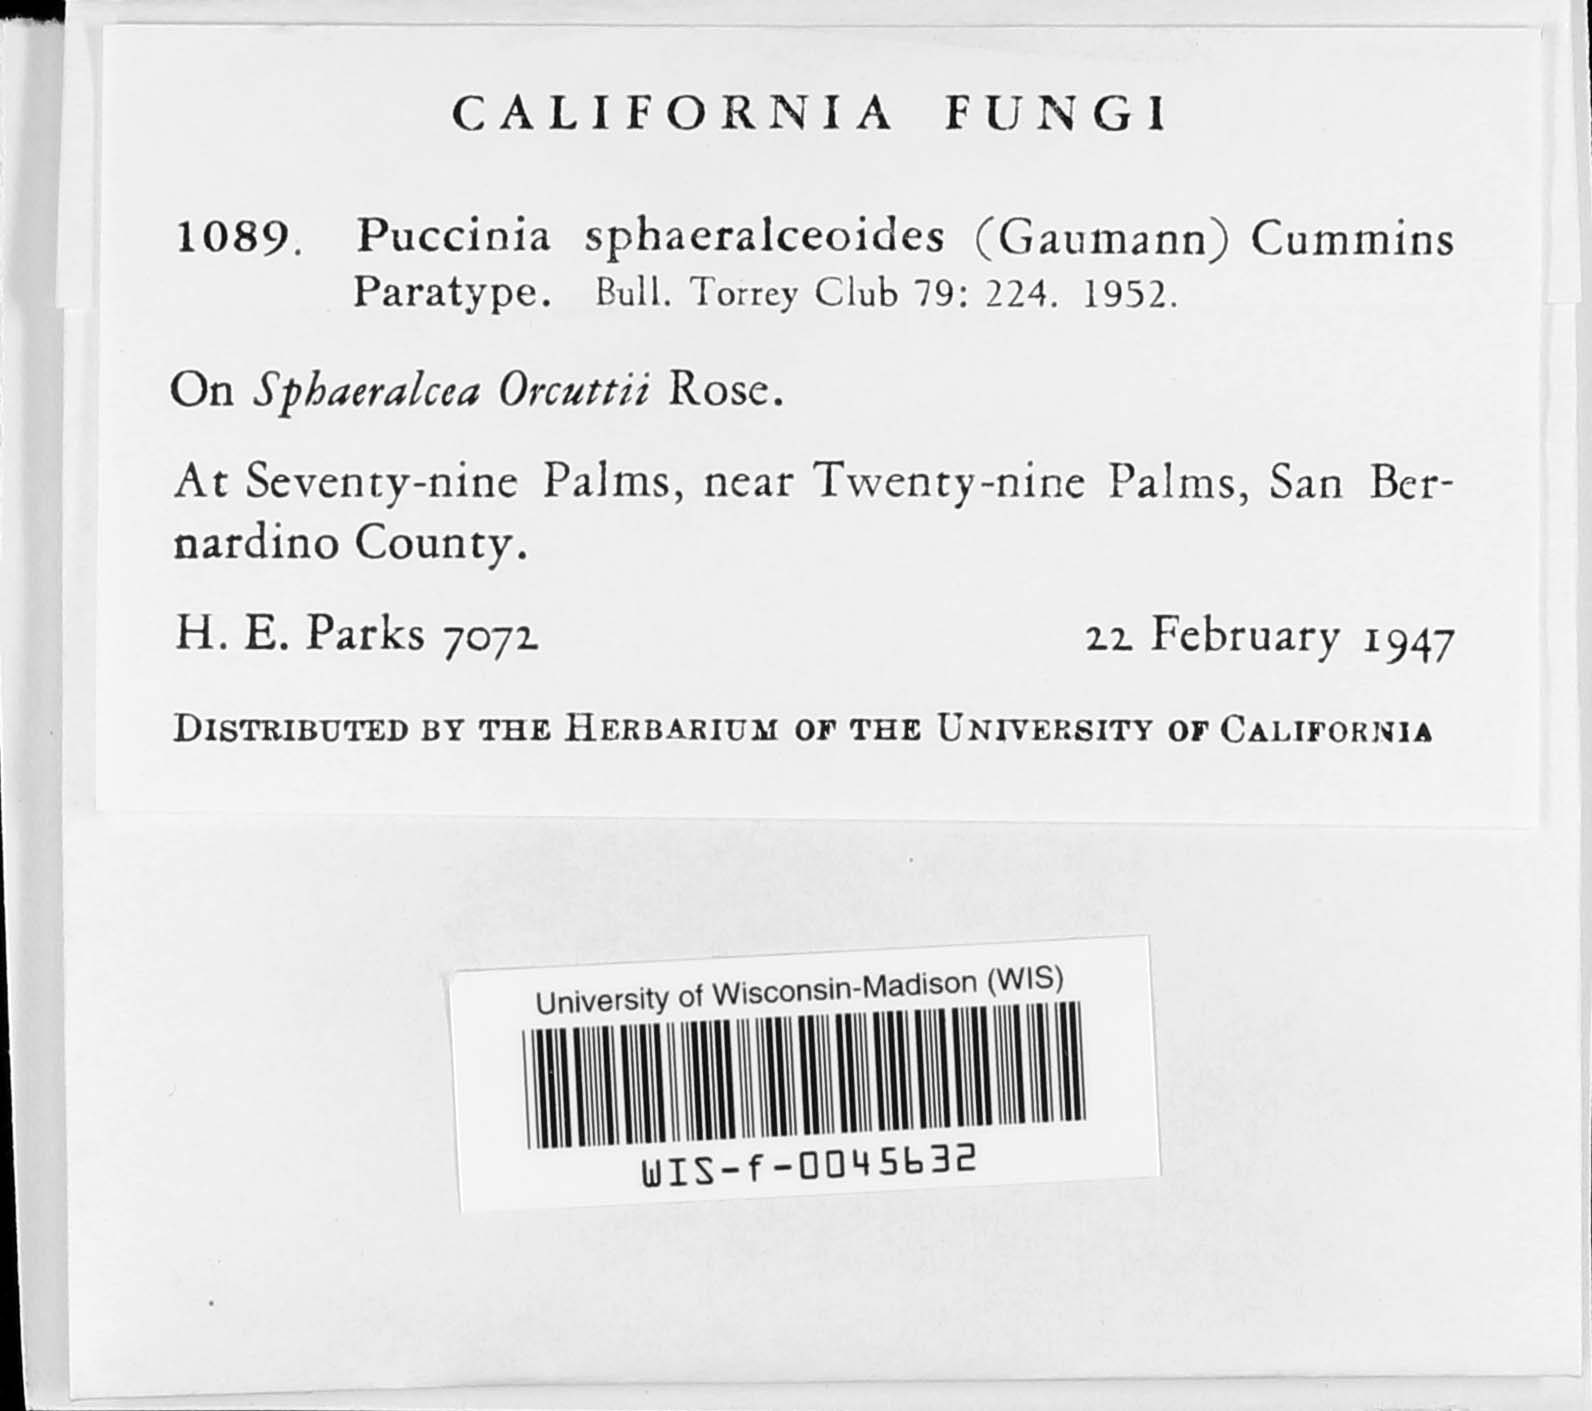 CALIFORNIA FUNGI
1089. Puccinia sphaeralceoides (Gaumann) Cummins
Paratype. Bull. Torrey Club 79: 224. 1952.
On Sphaeralcea Orcuttii Rose.
At Seventy-nine Palms, near Twenty-nine Palms, San Ber-
nardino County.
H. E. Parks 7072 22 February 1947
DISTRIBUTED BY THE HERBARIUM OF THE UNIVERSITY OF CALIFORNIA
University of Wisconsin-Madison (WIS)
WIS-f-0045632